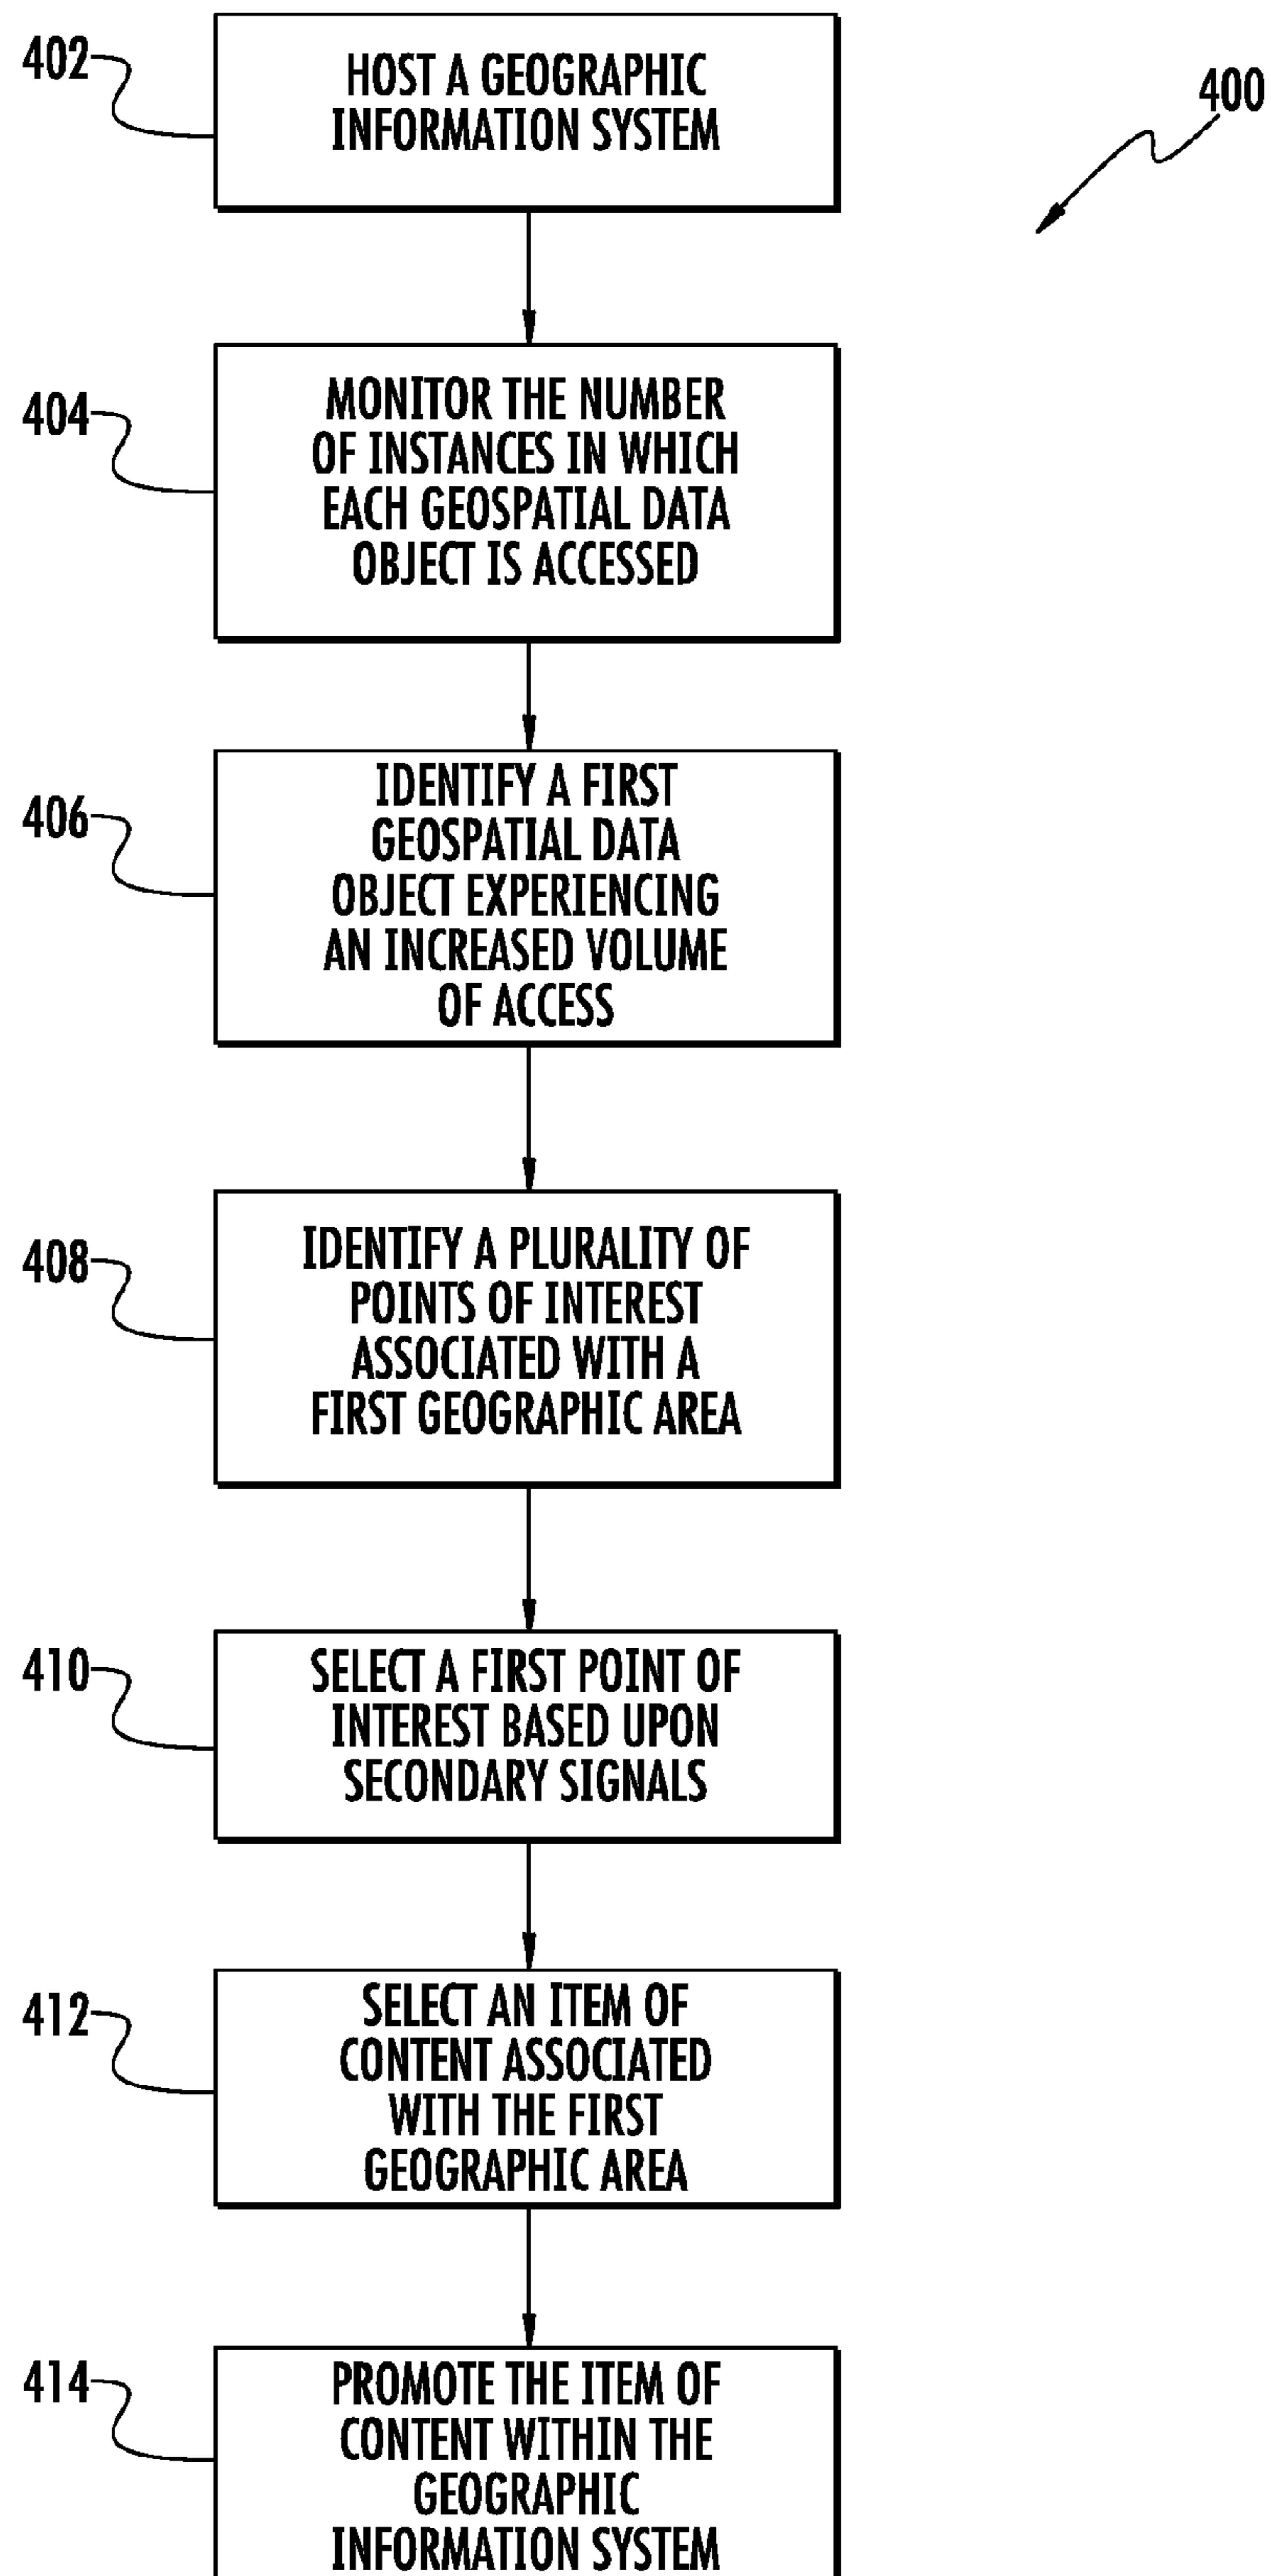 402
HOST A GEOGRAPHIC
INFORMATION SYSTEM
400
404
MONITOR THE NUMBER
OF INSTANCES IN WHICH
EACH GEOSPATIAL DATA
OBJECT IS ACCESSED
406
IDENTIFY A FIRST
GEOSPATIAL DATA
OBJECT EXPERIENCING
AN INCREASED VOLUME
OF ACCESS
408
IDENTIFY A PLURALITY OF
POINTS OF INTEREST
ASSOCIATED WITH A
FIRST GEOGRAPHIC AREA
410
SELECT A FIRST POINT OF
INTEREST BASED UPON
SECONDARY SIGNALS
412
SELECT AN ITEM OF
CONTENT ASSOCIATED
WITH THE FIRST
GEOGRAPHIC AREA
414
PROMOTE THE ITEM OF
CONTENT WITHIN THE
GEOGRAPHIC
INFORMATION SYSTEM